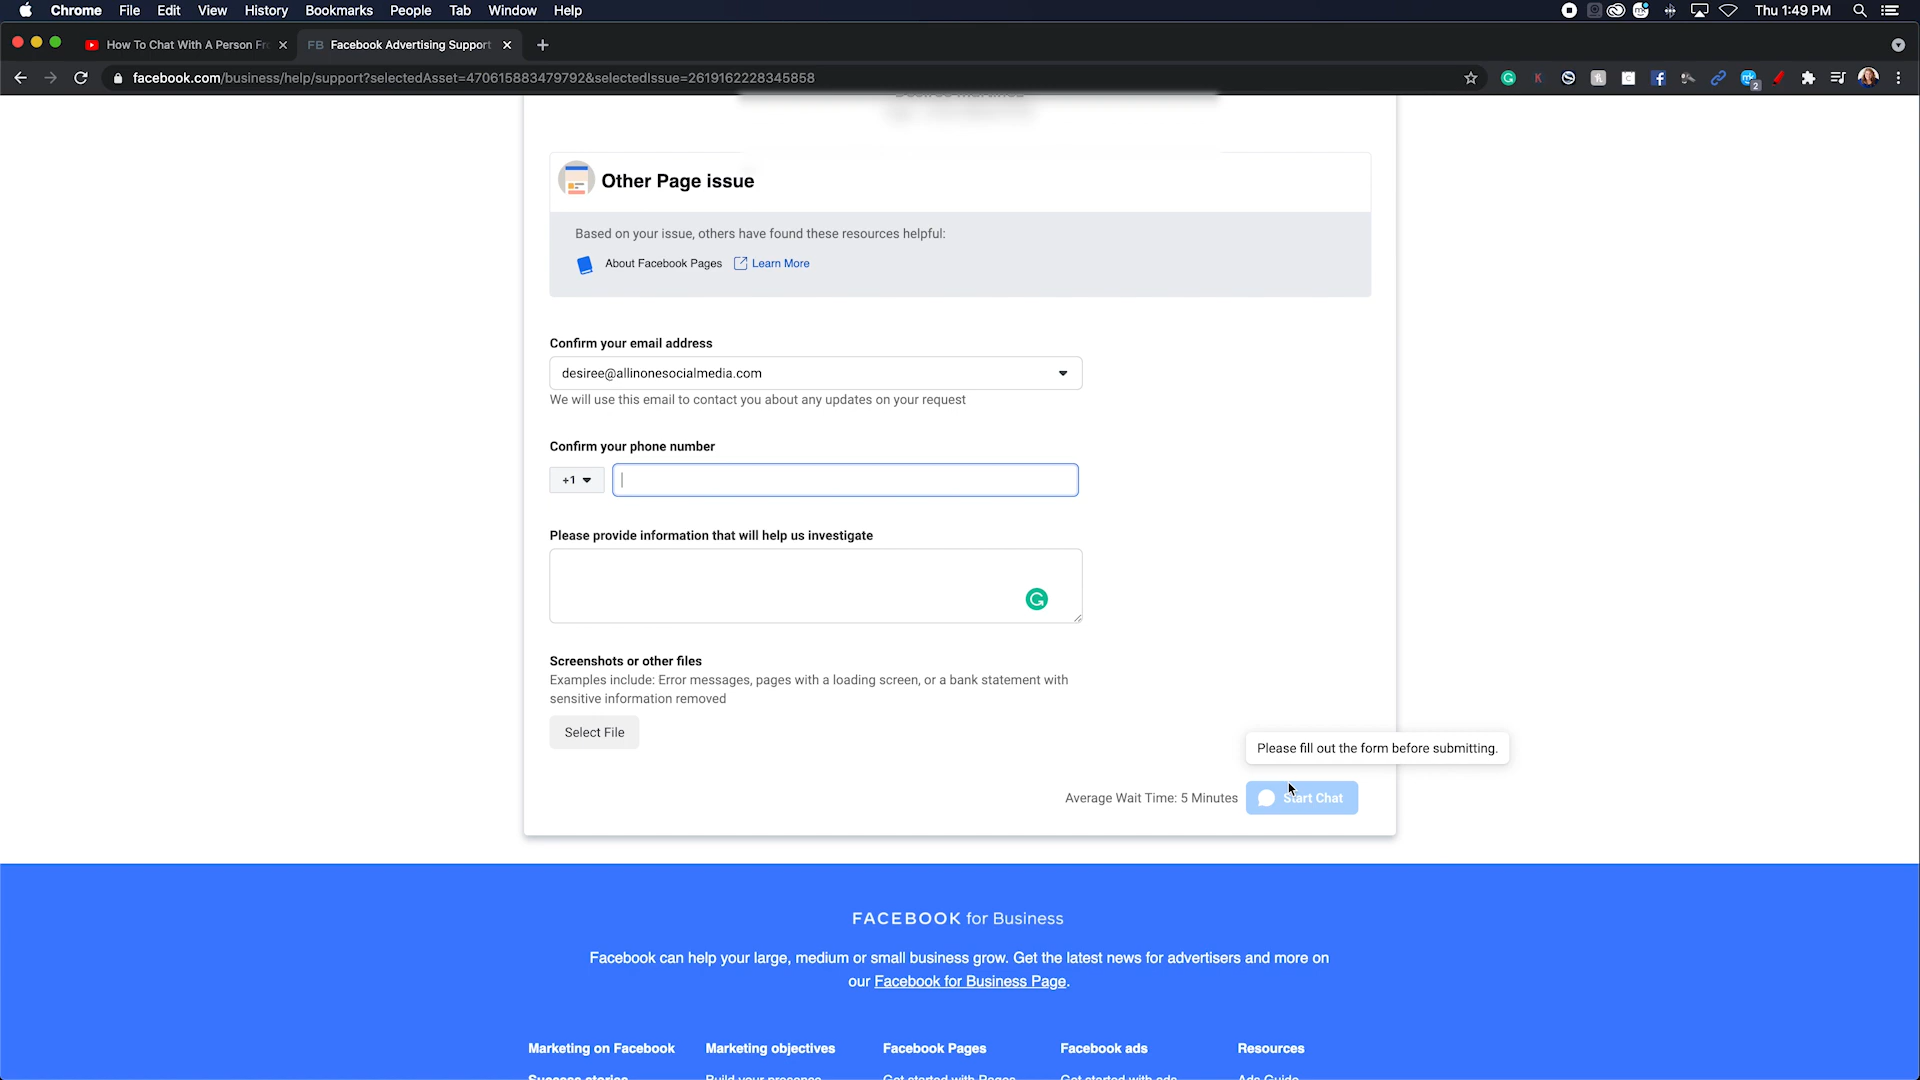 Chrome File Edit View History Bookmarks People Tab Window Help Thu 1:49 PM
How To Chat With A Person Fr FB Facebook Advertising Support
facebook.com/business/help/support?selectedAsset=470615883479792&selectedIssue=2619162228345858
2
Other Page issue
Based on your issue, others have found these resources helpful:
About Facebook Pages Learn More
Confirm your email address
desiree@allinonesocialmedia.com
We will use this email to contact you about any updates on your request
Confirm your phone number
+1
Please provide information that will help us investigate
Screenshots or other files
Examples include: Error messages, pages with a loading screen, or a bank statement with
sensitive information removed
Select File
Please fill out the form before submitting.
Average Wait Time: 5 Minutes Start Chat
FACEBOOK for Business
Facebook can help your large, medium or small business grow. Get the latest news for advertisers and more on
our Facebook for Business Page.
Marketing on Facebook Marketing objectives Facebook Pages Facebook ads Resources
Success stories Build your presence Get started with Pages Get started with ads Ads Guide